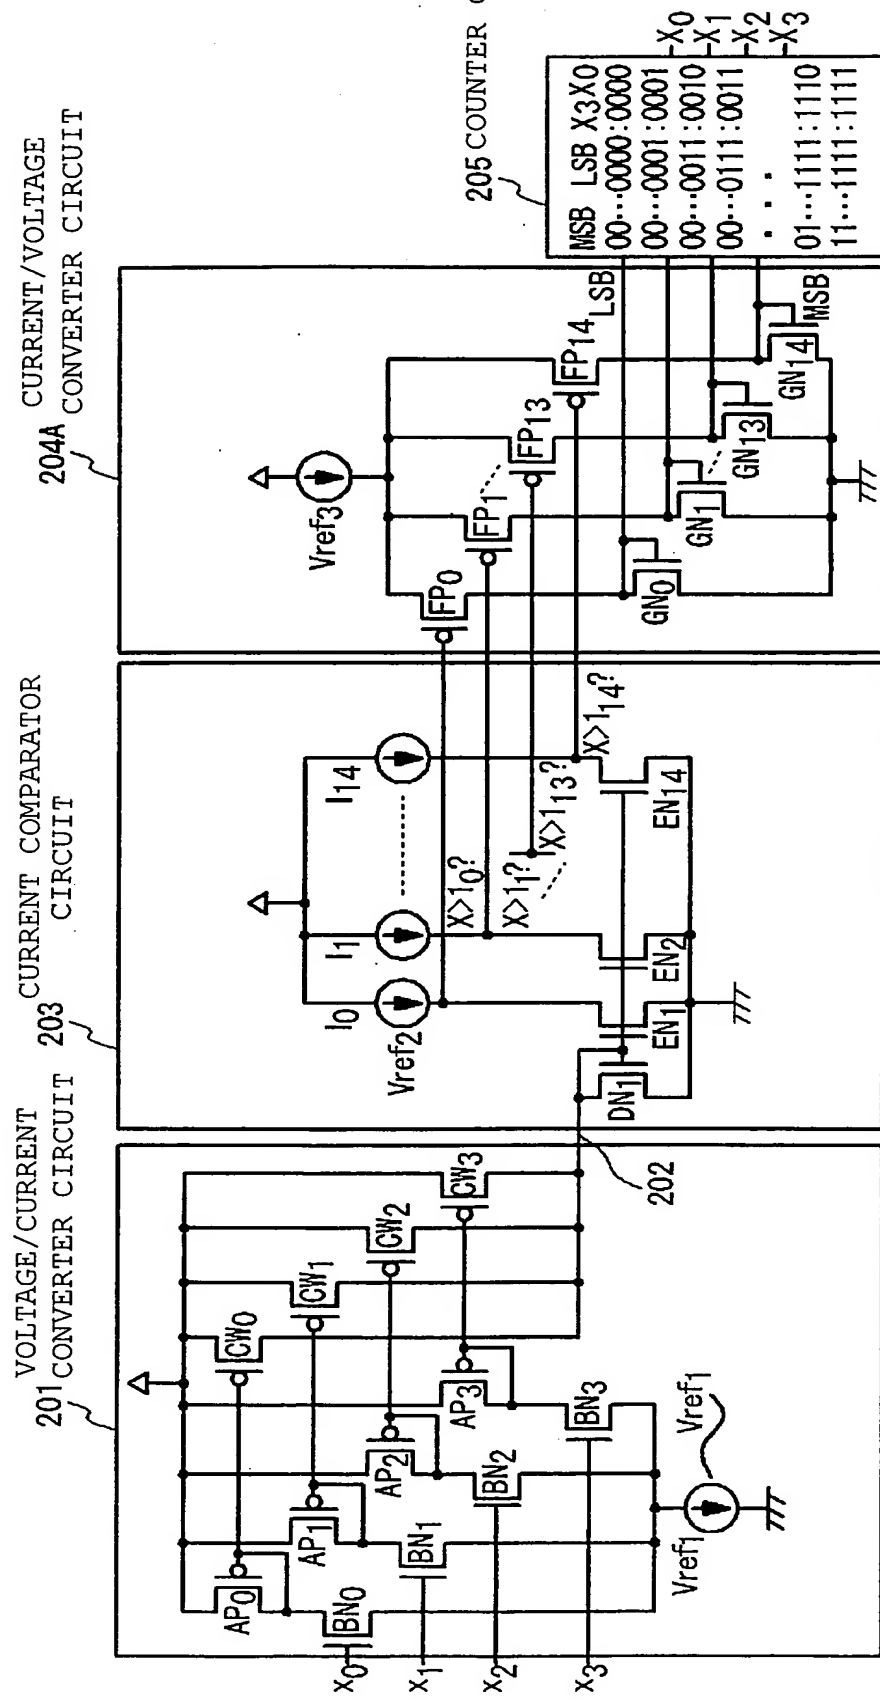 VOLTAGE/CURRENT
201 CONVERTER CIRCUIT
AP0
AP1
AP2
AP3
CW0
CW1
CW2
CW3
BN0
BN1
BN2
BN3
x0
x1
x2
x3
Vref1
Vref1
202
203 CURRENT COMPARATOR
CIRCUIT
I0
I1
I14
Vref2
X>10?
X>11?
X>113?
X>114?
DN1
EN1
EN2
EN14
CURRENT/VOLTAGE
204A CONVERTER CIRCUIT
Vref3
FP0
FP1
FP13
FP14
LSB
GN0
GN1
GN13
GN14
MSB
205 COUNTER
MSB LSB X3X0
00···0000:0000
00···0001:0001
00···0011:0010
00···0111:0011
01···1111:1110
11···1111:1111
X0
X1
X2
X3